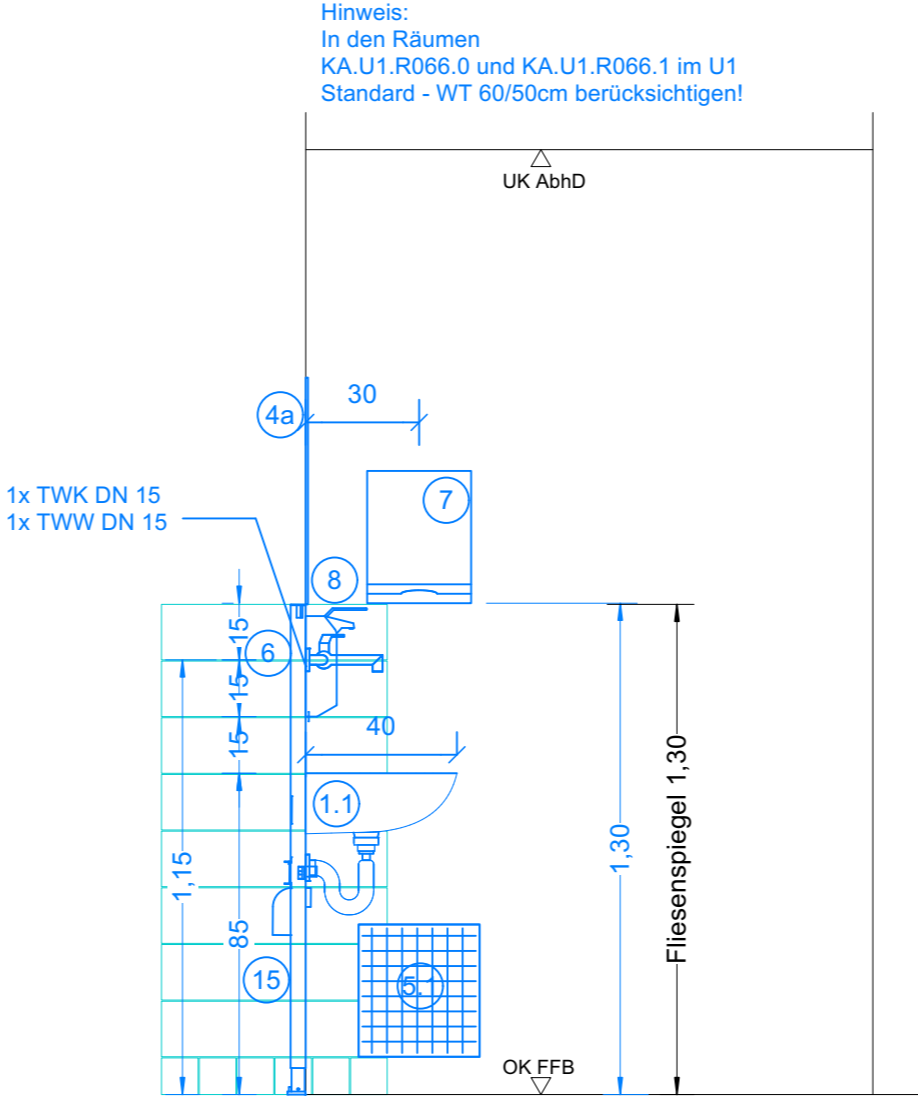 Hinweis:
In den Räumen
KA.U1.R066.0 und KA.U1.R066.1 im U1
Standard - WT 60/50cm berücksichtigen!
UK AbhD
30
4a
7
1x TWK DN 15
1x TWW DN 15
8
15
6
15
15
40
1.1
1,15
85
1,30
Fliesenspiegel 1,30
15
5.1
OK FFB